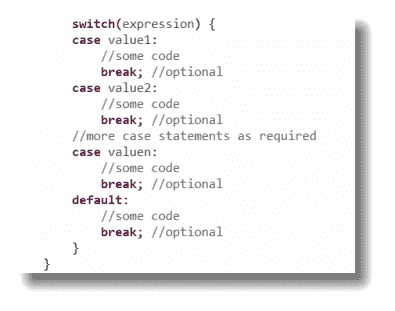 switch(expression) {
case value1:
//some code
break; //optional
case value2:
//some code
break; //optional
//more case statements as required
case valuen:
//some code
break; //optional
default:
//some code
break; //optional
}
}